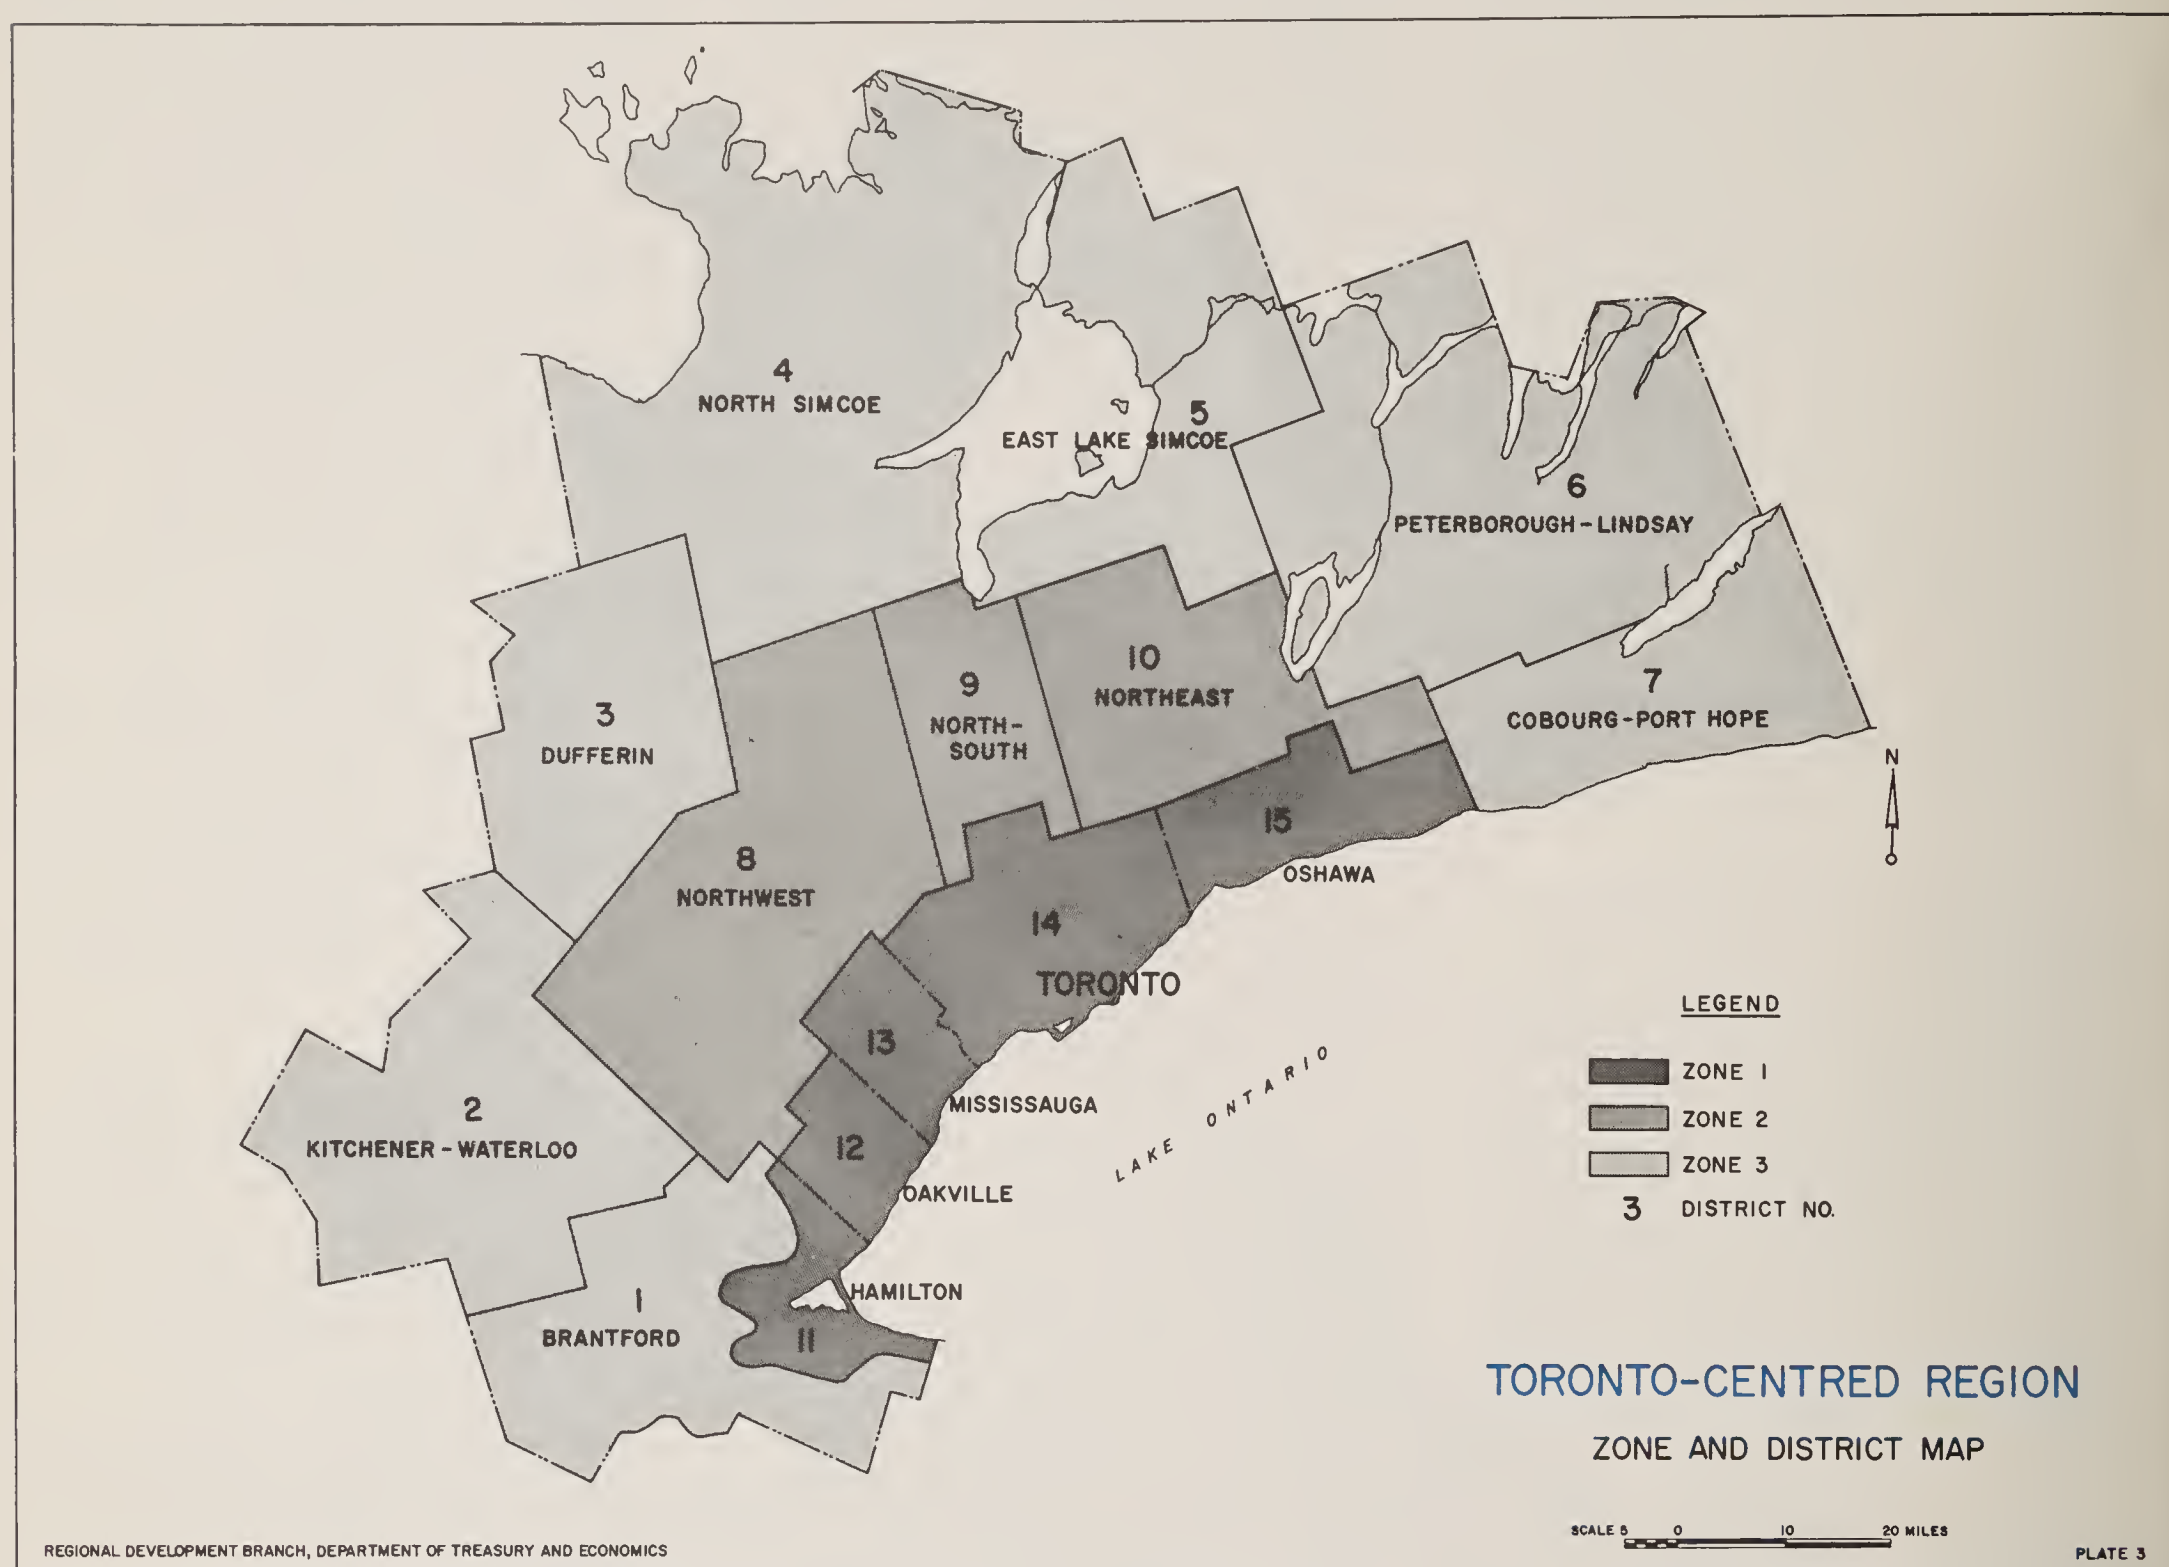 4
NORTH SIMCOE
5
EAST LAKE SIMCOE
6
PETERBOROUGH-LINDSAY
10
NORTHEAST
9
NORTH-
SOUTH
7
COBOURG-PORT HOPE
3
DUFFERIN
N
15
OSHAWA
8
NORTHWEST
14
TORONTO
13
MISSISSAUGA
LAKE ONTARIO
2
KITCHENER-WATERLOO
12
OAKVILLE
HAMILTON
1
BRANTFORD
11
LEGEND
ZONE 1
ZONE 2
ZONE 3
3 DISTRICT NO.
TORONTO-CENTRED REGION
ZONE AND DISTRICT MAP
SCALE 5 0 10 20 MILES
REGIONAL DEVELOPMENT BRANCH, DEPARTMENT OF TREASURY AND ECONOMICS
PLATE 3